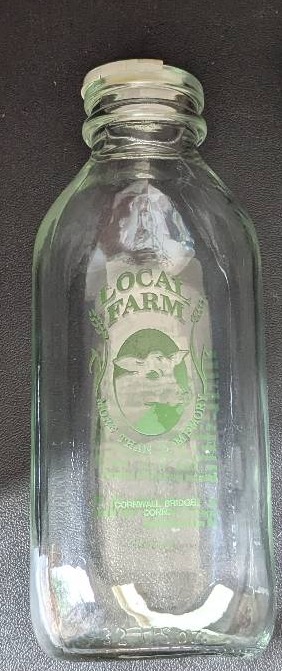 LOCAL
FARM
MORE THAN A MEMORY
CORNWALL BRIDGE,
CONN.